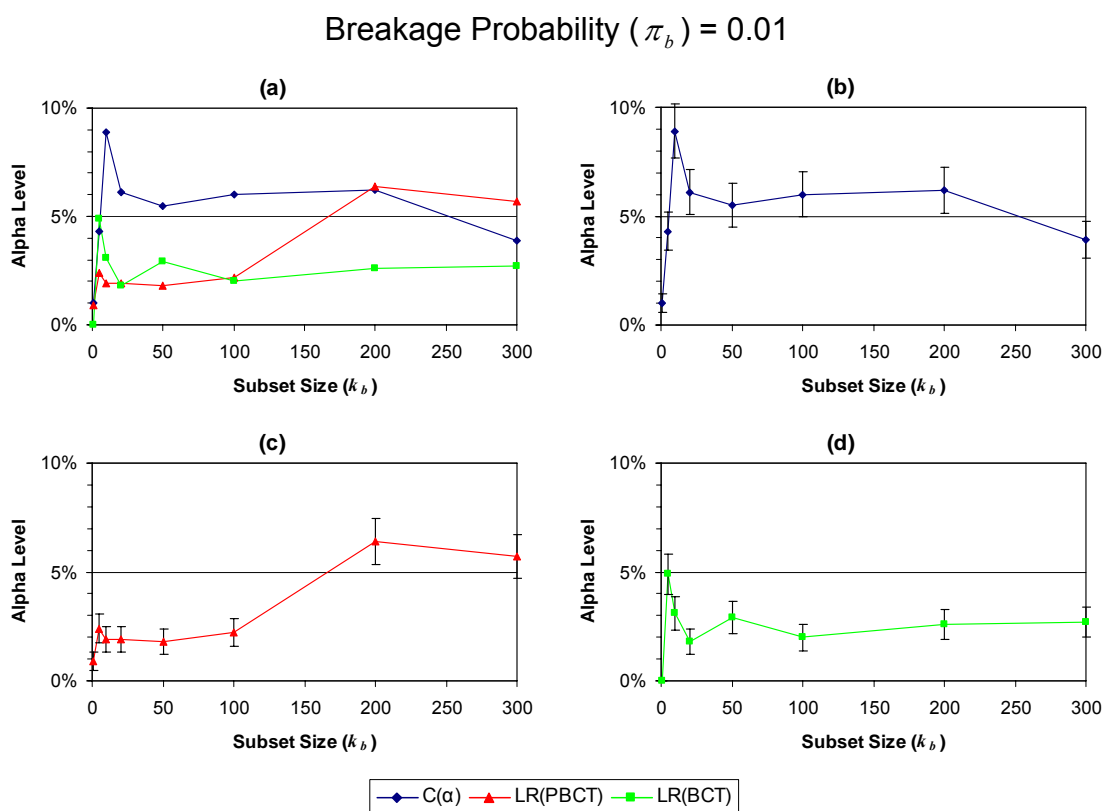 Breakage Probability (π_b) = 0.01
(a)
10%
5%
0%
Alpha Level
0 50 100 150 200 250 300
Subset Size (k_b)
(b)
10%
5%
0%
Alpha Level
0 50 100 150 200 250 300
Subset Size (k_b)
(c)
10%
5%
0%
Alpha Level
0 50 100 150 200 250 300
Subset Size (k_b)
(d)
10%
5%
0%
Alpha Level
0 50 100 150 200 250 300
Subset Size (k_b)
C(α) LR(PBCT) LR(BCT)